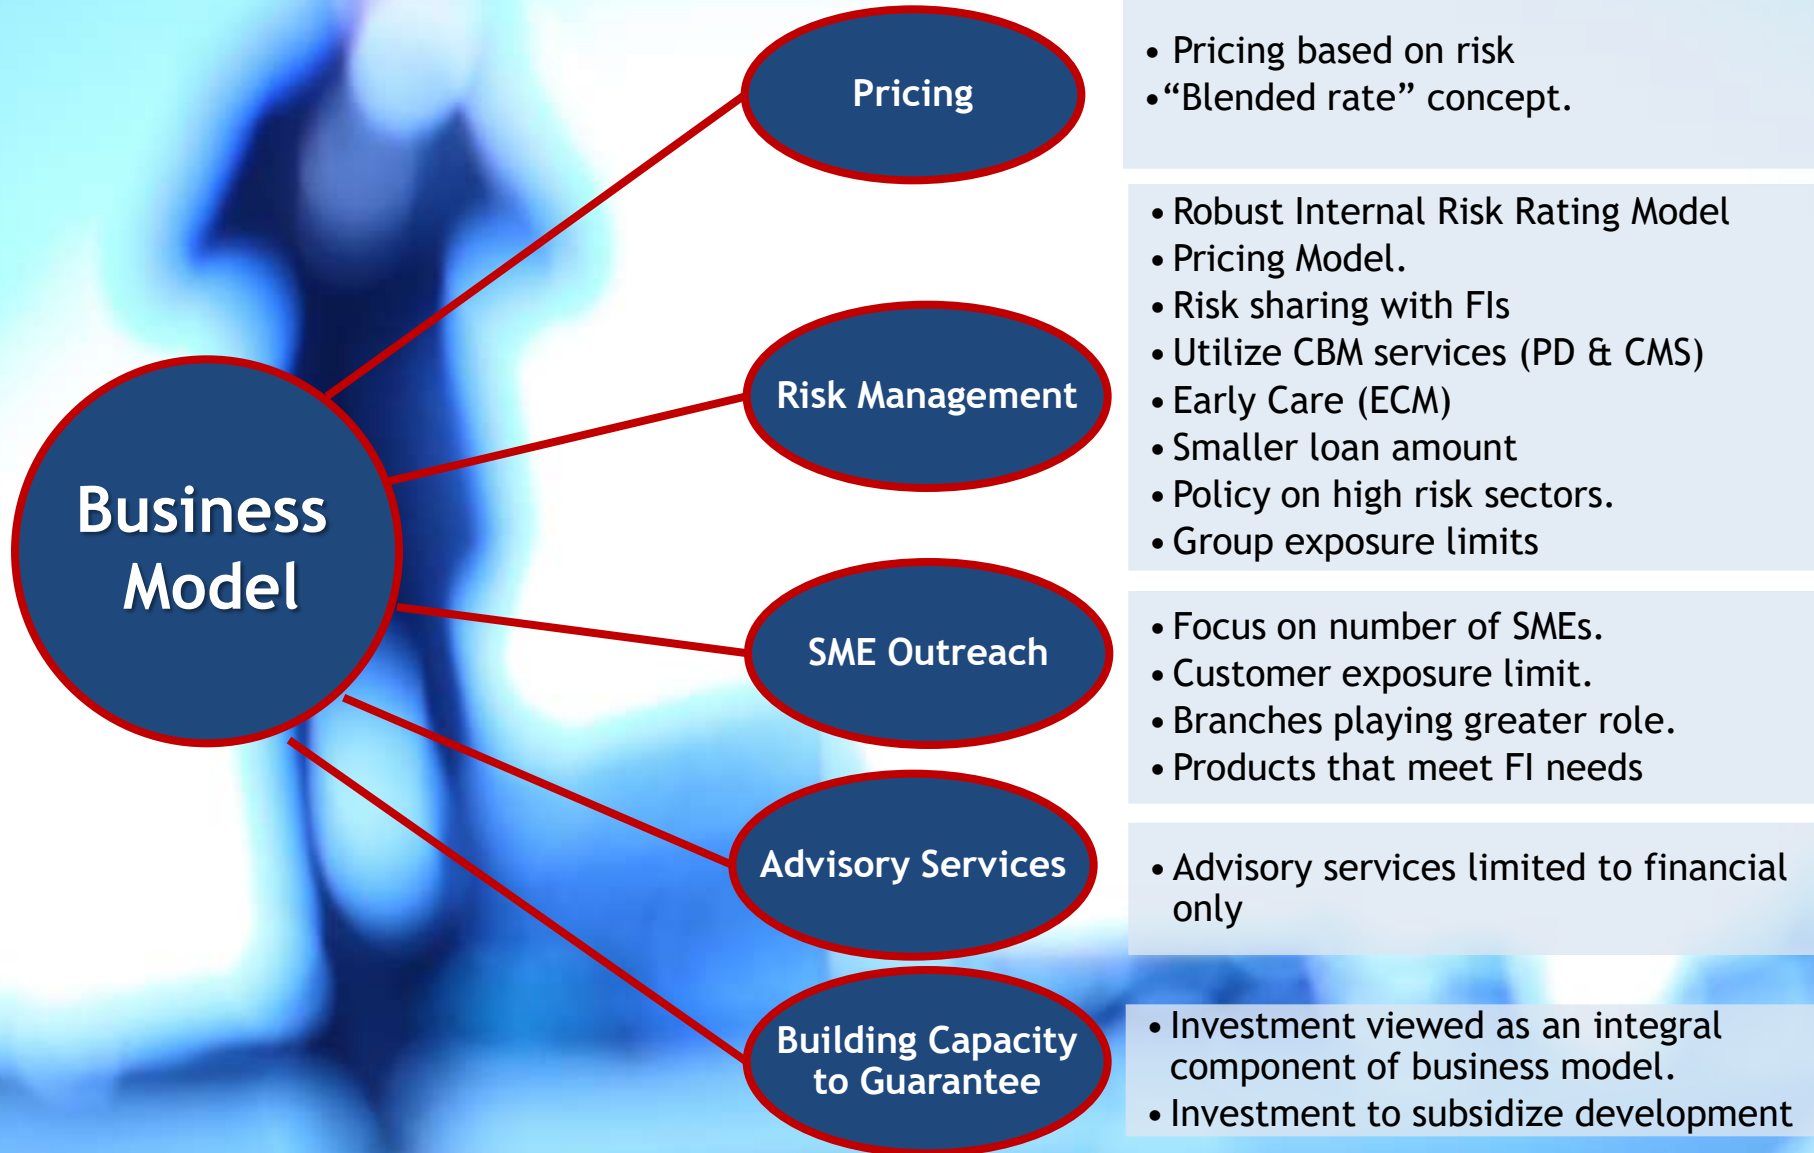 Business
Model
Pricing
• Pricing based on risk
•“Blended rate” concept.
Risk Management
• Robust Internal Risk Rating Model
• Pricing Model.
• Risk sharing with FIs
• Utilize CBM services (PD & CMS)
• Early Care (ECM)
• Smaller loan amount
• Policy on high risk sectors.
• Group exposure limits
SME Outreach
• Focus on number of SMEs.
• Customer exposure limit.
• Branches playing greater role.
• Products that meet FI needs
Advisory Services
• Advisory services limited to financial
only
Building Capacity
to Guarantee
• Investment viewed as an integral
component of business model.
• Investment to subsidize development